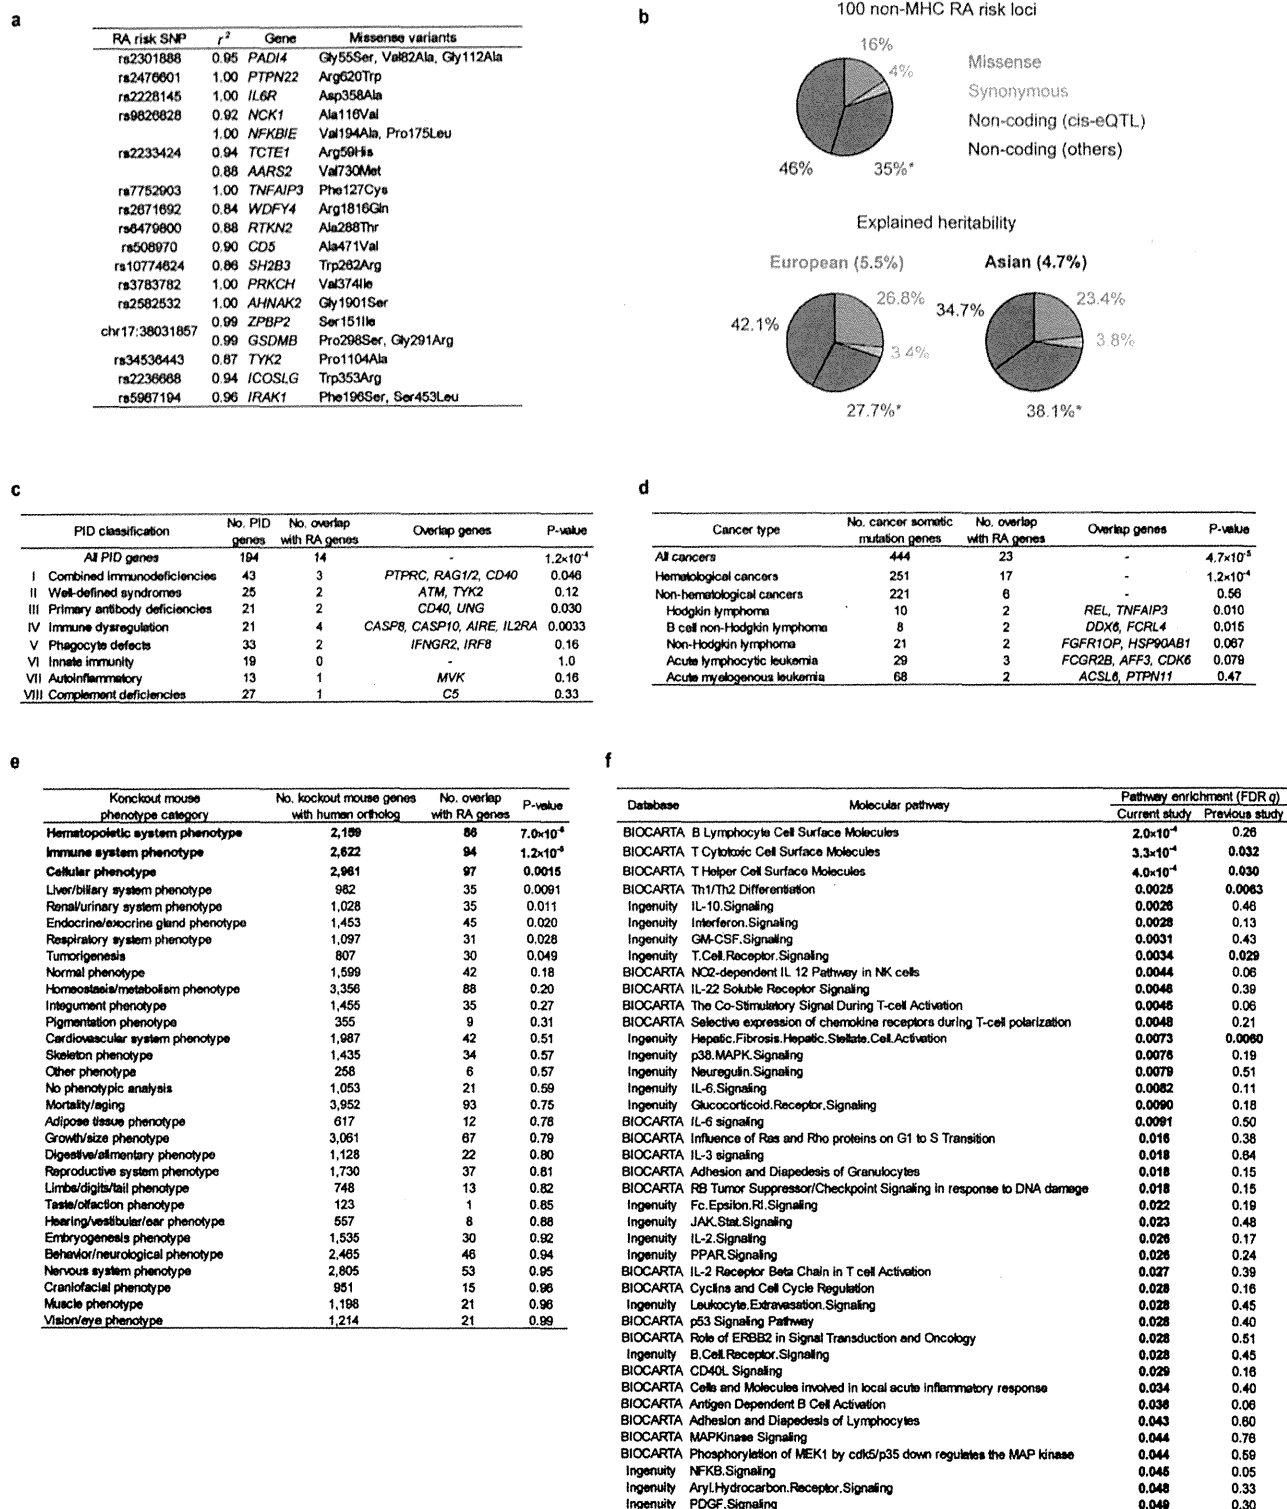 a
RA risk SNP r² Gene Missense variants
rs2301888 0.95 PADI4 Gly55Ser, Val82Ala, Gly112Ala
rs2476601 1.00 PTPN22 Arg620Trp
rs2228145 1.00 IL6R Asp358Ala
rs9826828 0.92 NCK1 Ala116Val
1.00 NFKBIE Val194Ala, Pro175Leu
rs2233424 0.94 TCTE1 Arg59His
0.88 AARS2 Val730Met
rs7752903 1.00 TNFAIP3 Phe127Cys
rs2671692 0.84 WDFY4 Arg1816Gln
rs6479800 0.88 RTKN2 Ala288Thr
rs508970 0.90 CD5 Ala471Val
rs10774624 0.86 SH2B3 Trp262Arg
rs3783782 1.00 PRKCH Val374Ile
rs2582532 1.00 AHNAK2 Gly1901Ser
chr17:38031857 0.99 ZPBP2 Ser151Ile
0.99 GSDMB Pro298Ser, Gly291Arg
rs34536443 0.87 TYK2 Pro1104Ala
rs2236668 0.94 ICOSLG Trp353Arg
rs5987194 0.96 IRAK1 Phe196Ser, Ser453Leu
b
100 non-MHC RA risk loci
16%
4%
46%
35%*
Missense
Synonymous
Non-coding (cis-eQTL)
Non-coding (others)
Explained heritability
European (5.5%)
26.8%
42.1%
3.4%
27.7%*
Asian (4.7%)
34.7%
23.4%
3.8%
38.1%*
c
PID classification No. PID genes No. overlap with RA genes Overlap genes P-value
All PID genes 194 14 - 1.2×10⁻⁴
I Combined immunodeficiencies 43 3 PTPRC, RAG1/2, CD40 0.046
II Well-defined syndromes 25 2 ATM, TYK2 0.12
III Primary antibody deficiencies 21 2 CD40, UNG 0.030
IV Immune dysregulation 21 4 CASP8, CASP10, AIRE, IL2RA 0.0033
V Phagocyte defects 33 2 IFNGR2, IRF8 0.16
VI Innate immunity 19 0 - 1.0
VII Autoinflammatory 13 1 MVK 0.16
VIII Complement deficiencies 27 1 C5 0.33
d
Cancer type No. cancer somatic mutation genes No. overlap with RA genes Overlap genes P-value
All cancers 444 23 - 4.7×10⁻⁵
Hematological cancers 251 17 - 1.2×10⁻⁴
Non-hematological cancers 221 6 - 0.56
Hodgkin lymphoma 10 2 REL, TNFAIP3 0.010
B cell non-Hodgkin lymphoma 8 2 DDX6, FCRL4 0.015
Non-Hodgkin lymphoma 21 2 FGFR1OP, HSP90AB1 0.067
Acute lymphocytic leukemia 29 3 FCGR2B, AFF3, CDK6 0.079
Acute myelogenous leukemia 68 2 ACSL6, PTPN11 0.47
e
Konckout mouse phenotype category No. kockout mouse genes with human ortholog No. overlap with RA genes P-value
Hematopoietic system phenotype 2,159 86
Immune system phenotype 2,622 94
Cellular phenotype 2,961 97 0.0015
Liver/biliary system phenotype 982 35 0.0091
Renal/urinary system phenotype 1,028 35 0.011
Endocrine/exocrine gland phenotype 1,453 45 0.020
Respiratory system phenotype 1,097 31 0.028
Tumorigenesis 807 30 0.049
Normal phenotype 1,599 42 0.18
Homeostasis/metabolism phenotype 3,356 88 0.20
Integument phenotype 1,455 35 0.27
Pigmentation phenotype 355 9 0.31
Cardiovascular system phenotype 1,987 42 0.51
Skeleton phenotype 1,435 34 0.57
Other phenotype 258 6 0.57
No phenotypic analysis 1,053 21 0.59
Mortality/aging 3,952 93 0.75
Adipose tissue phenotype 617 12 0.78
Growth/size phenotype 3,061 67 0.79
Digestive/alimentary phenotype 1,128 22 0.80
Reproductive system phenotype 1,730 37 0.81
Limbs/digits/tail phenotype 748 13 0.82
Taste/olfaction phenotype 123 1 0.85
Hearing/vestibular/ear phenotype 557 8 0.88
Embryogenesis phenotype 1,535 30 0.92
Behavior/neurological phenotype 2,465 46 0.94
Nervous system phenotype 2,805 53 0.95
Craniofacial phenotype 951 15 0.96
Muscle phenotype 1,198 21 0.96
Vision/eye phenotype 1,214 21 0.99
f
Database Molecular pathway Pathway enrichment (FDR q)
Current study Previous study
BIOCARTA B Lymphocyte Cell Surface Molecules 2.0×10⁻⁴ 0.26
BIOCARTA T Cytotoxic Cell Surface Molecules 3.3×10⁻⁴ 0.032
BIOCARTA T Helper Cell Surface Molecules 4.0×10⁻⁴ 0.030
BIOCARTA Th1/Th2 Differentiation 0.0025 0.0063
Ingenuity IL-10.Signaling 0.0026 0.46
Ingenuity Interferon.Signaling 0.0028 0.13
Ingenuity GM-CSF.Signaling 0.0031 0.43
Ingenuity T.Cell.Receptor.Signaling 0.0034 0.029
BIOCARTA NO2-dependent IL 12 Pathway in NK cells 0.0044 0.06
BIOCARTA IL-22 Soluble Receptor Signaling 0.0046 0.39
BIOCARTA The Co-Stimulatory Signal During T-cell Activation 0.0046 0.06
BIOCARTA Selective expression of chemokine receptors during T-cell polarization 0.0048 0.21
Ingenuity Hepatic.Fibrosis.Hepatic.Stellate.Cell.Activation 0.0073 0.0060
Ingenuity p38.MAPK.Signaling 0.0076 0.19
Ingenuity Neuregulin.Signaling 0.0079 0.51
Ingenuity IL-6.Signaling 0.0082 0.11
Ingenuity Glucocorticoid.Receptor.Signaling 0.0090 0.18
BIOCARTA IL-6 signaling 0.0091 0.50
BIOCARTA Influence of Ras and Rho proteins on G1 to S Transition 0.016 0.38
BIOCARTA IL-3 signaling 0.018 0.64
BIOCARTA Adhesion and Diapedesis of Granulocytes 0.018 0.15
BIOCARTA RB Tumor Suppressor/Checkpoint Signaling in response to DNA damage 0.018 0.15
Ingenuity Fc.Epsilon.RI.Signaling 0.022 0.19
Ingenuity JAK.Stat.Signaling 0.023 0.48
Ingenuity IL-2.Signaling 0.026 0.17
Ingenuity PPAR.Signaling 0.026 0.24
BIOCARTA IL-2 Receptor Beta Chain in T cell Activation 0.027 0.39
BIOCARTA Cyclins and Cell Cycle Regulation 0.028 0.16
Ingenuity Leukocyte.Extravasation.Signaling 0.028 0.45
BIOCARTA p53 Signaling Pathway 0.028 0.40
BIOCARTA Role of ERBB2 in Signal Transduction and Oncology 0.028 0.51
Ingenuity B.Cell.Receptor.Signaling 0.028 0.45
BIOCARTA CD40L Signaling 0.029 0.16
BIOCARTA Cells and Molecules involved in local acute inflammatory response 0.034 0.40
BIOCARTA Antigen Dependent B Cell Activation 0.036 0.06
BIOCARTA Adhesion and Diapedesis of Lymphocytes 0.043 0.60
BIOCARTA MAPKinase Signaling 0.044 0.76
BIOCARTA Phosphorylation of MEK1 by cdk5/p35 down regulates the MAP kinase 0.044 0.59
Ingenuity NFKB.Signaling 0.045 0.05
Ingenuity Aryl.Hydrocarbon.Receptor.Signaling 0.048 0.33
Ingenuity PDGF.Signaling 0.049 0.30